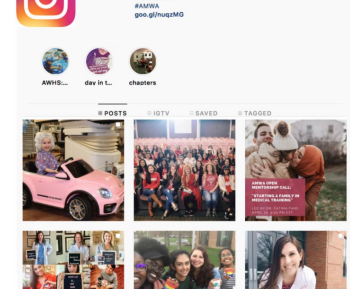 #AMWA
goo.gl/nuqzMG
AWHS:...
day in t...
chapters
POSTS
IGTV
SAVED
TAGGED
AMWA OPEN
MENTORSHIP CALL:
"STARTING A FAMILY IN
MEDICAL TRAINING"